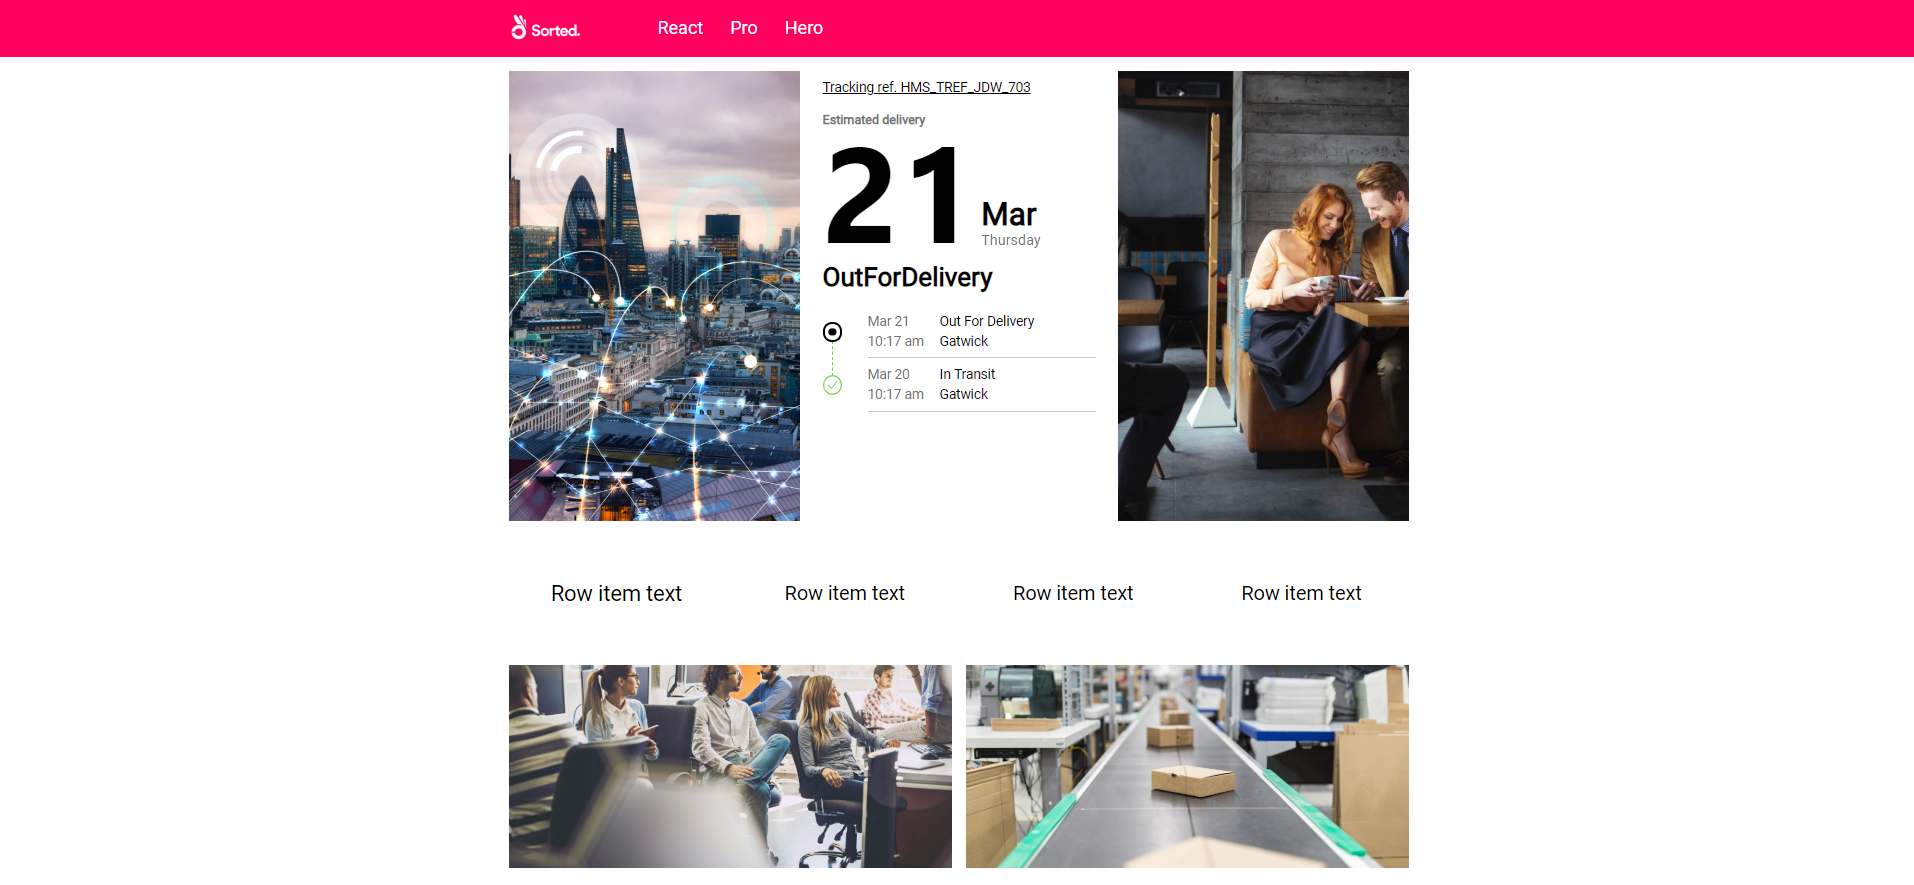 Sorted.
React Pro Hero
Tracking ref. HMS_TREF_JDW_703
Estimated delivery
21
Mar
Thursday
OutForDelivery
Mar 21 Out For Delivery
10:17 am Gatwick
Mar 20 In Transit
10:17 am Gatwick
Row item text Row item text Row item text Row item text